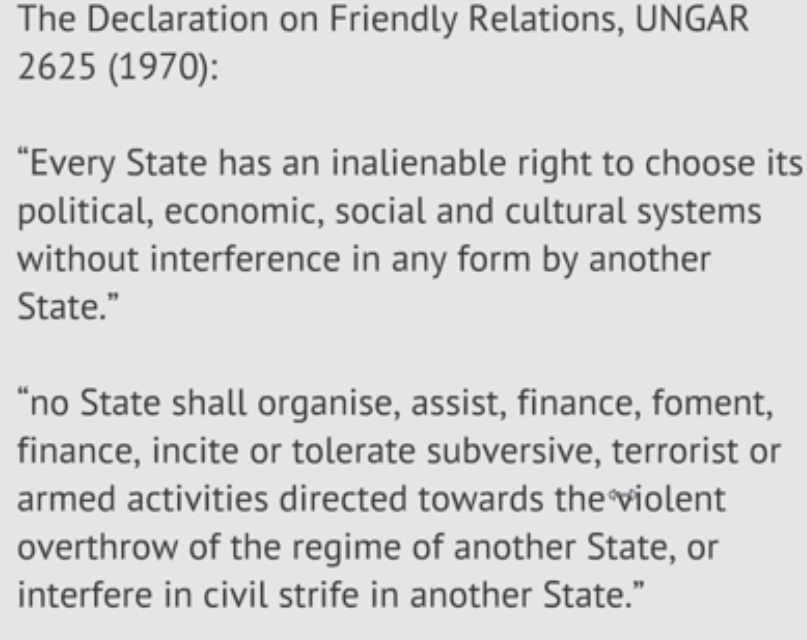 The Declaration on Friendly Relations, UNGAR
2625 (1970):
“Every State has an inalienable right to choose its
political, economic, social and cultural systems
without interference in any form by another
State.”
“no State shall organise, assist, finance, foment,
finance, incite or tolerate subversive, terrorist or
armed activities directed towards the violent
overthrow of the regime of another State, or
interfere in civil strife in another State.”